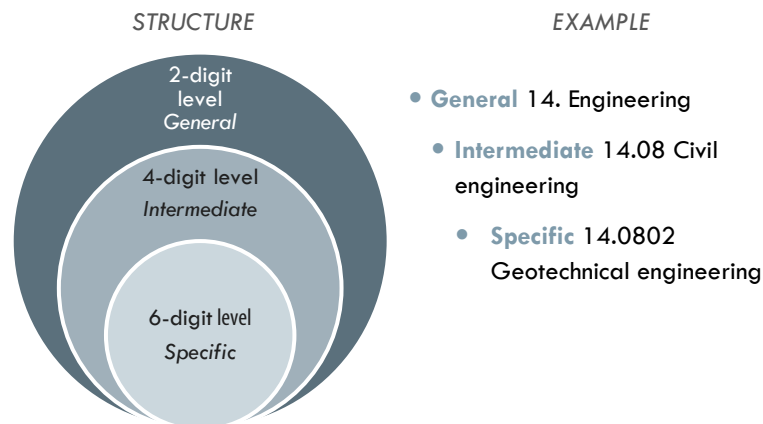 STRUCTURE
2-digit
level
General
4-digit level
Intermediate
6-digit level
Specific
EXAMPLE
• General 14. Engineering
• Intermediate 14.08 Civil
engineering
• Specific 14.0802
Geotechnical engineering